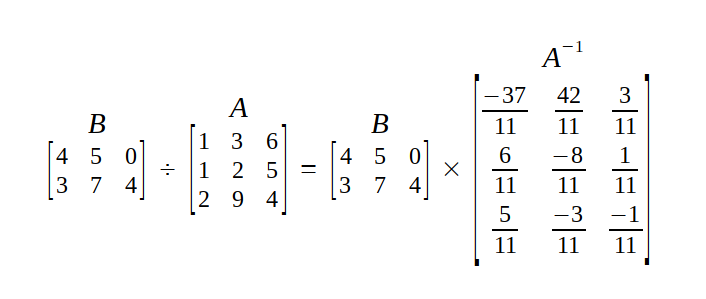 B ÷ A = B × A⁻¹
[4 5 0; 3 7 4] ÷ [1 3 6; 1 2 5; 2 9 4] = [4 5 0; 3 7 4] × [−37/11 42/11 3/11; 6/11 −8/11 1/11; 5/11 −3/11 −1/11]